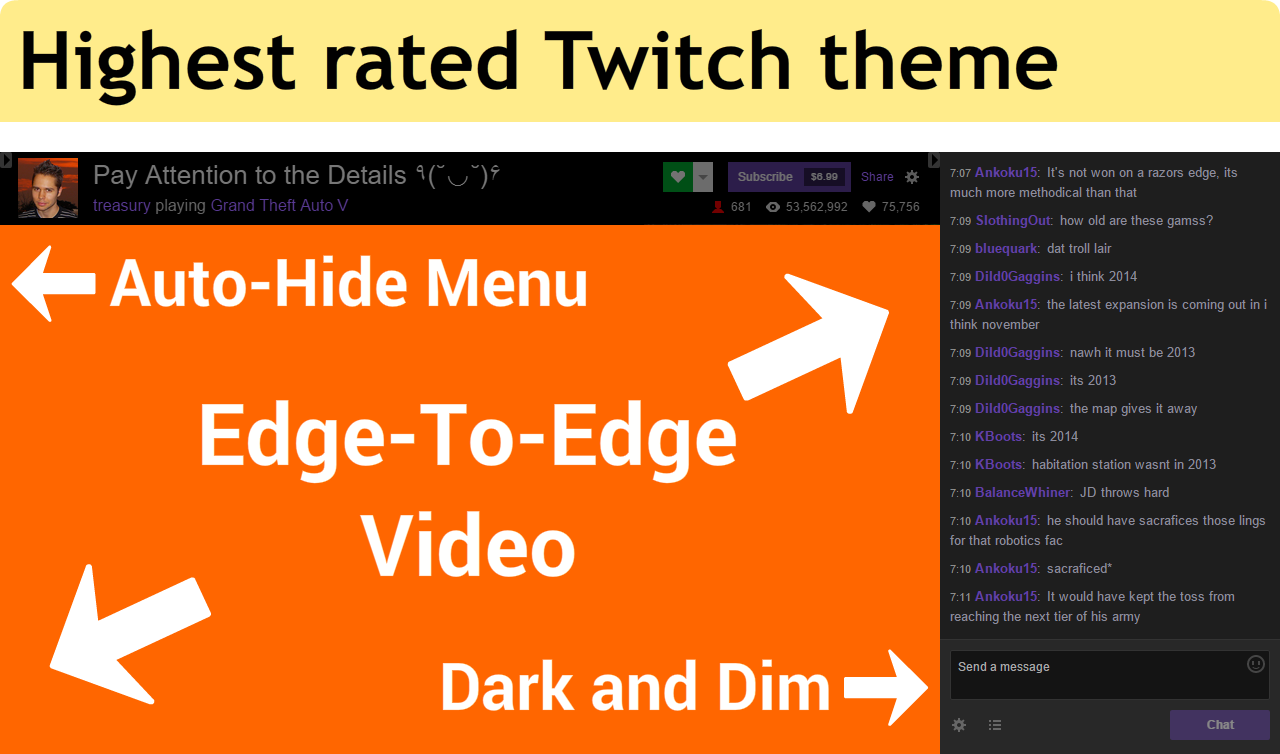 Highest rated Twitch theme
Pay Attention to the Details ٩(˘◡˘)۶
treasury playing Grand Theft Auto V
Subscribe $6.99 Share
681 53,562,992 75,756
Auto-Hide Menu
Edge-To-Edge
Video
Dark and Dim
7:07 Ankoku15: It's not won on a razors edge, its
much more methodical than that
7:09 SlothingOut: how old are these gamss?
7:09 bluequark: dat troll lair
7:09 Dild0Gaggins: i think 2014
7:09 Ankoku15: the latest expansion is coming out in i
think november
7:09 Dild0Gaggins: nawh it must be 2013
7:09 Dild0Gaggins: its 2013
7:09 Dild0Gaggins: the map gives it away
7:10 KBoots: its 2014
7:10 KBoots: habitation station wasnt in 2013
7:10 BalanceWhiner: JD throws hard
7:10 Ankoku15: he should have sacrafices those lings
for that robotics fac
7:10 Ankoku15: sacraficed*
7:11 Ankoku15: It would have kept the toss from
reaching the next tier of his army
Send a message
Chat